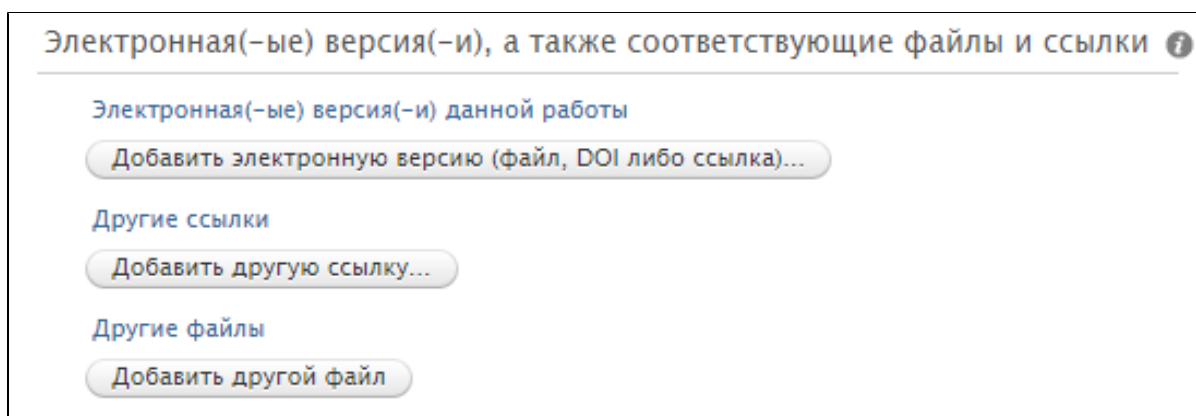 Электронная(-ые) версия(-и), а также соответствующие файлы и ссылки i
Электронная(-ые) версия(-и) данной работы
Добавить электронную версию (файл, DOI либо ссылка)...
Другие ссылки
Добавить другую ссылку...
Другие файлы
Добавить другой файл